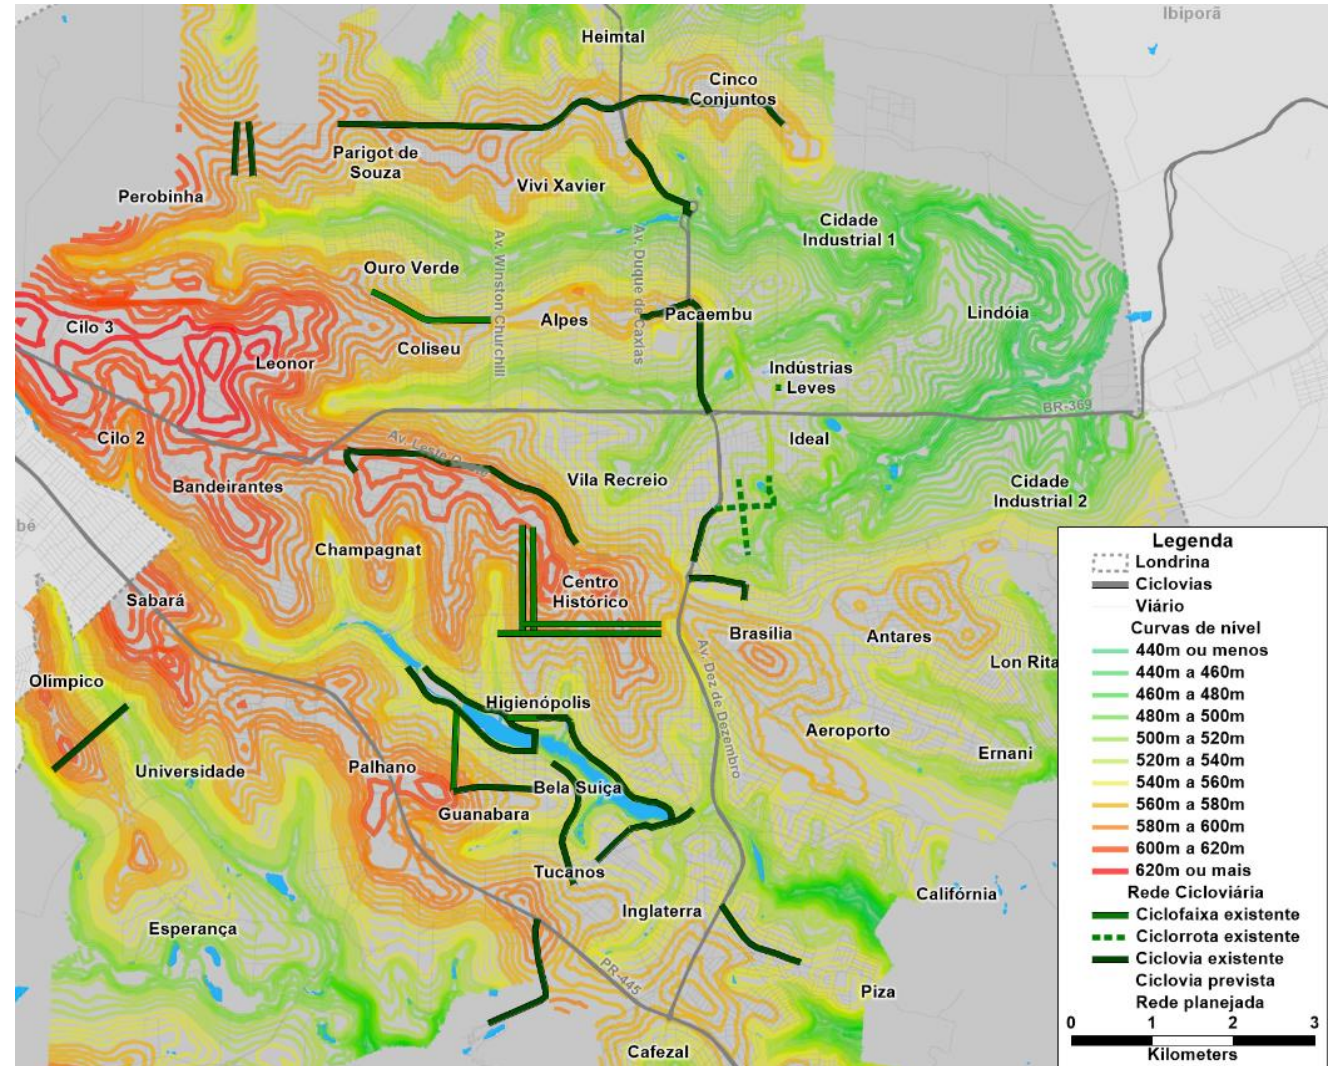 Ibiporã
Heimtal
Cinco
Conjuntos
Parigot de
Souza
Vivi Xavier
Perobinha
Cidade
Industrial 1
Ouro Verde
Av. Winston Churchill
Av. Duque de Caxias
Cilo 3
Leonor
Coliseu
Alpes
Pacaembu
Lindóia
Indústrias
Leves
BR-369
Cilo 2
Av. Leste Oeste
Ideal
Bandeirantes
Vila Recreio
Cidade
Industrial 2
bé
Champagnat
Centro
Histórico
Sabará
Brasília
Antares
Lon Rita
Olímpico
Av. Dez de Dezembro
Higienópolis
Aeroporto
Ernani
Universidade
Palhano
Bela Suiça
Guanabara
Tucanos
Califórnia
Inglaterra
Esperança
PR-445
Piza
Cafezal
Legenda
Londrina
Ciclovias
Viário
Curvas de nível
440m ou menos
440m a 460m
460m a 480m
480m a 500m
500m a 520m
520m a 540m
540m a 560m
560m a 580m
580m a 600m
600m a 620m
620m ou mais
Rede Cicloviária
Ciclofaixa existente
Ciclorrota existente
Ciclovia existente
Ciclovia prevista
Rede planejada
0 1 2 3
Kilometers